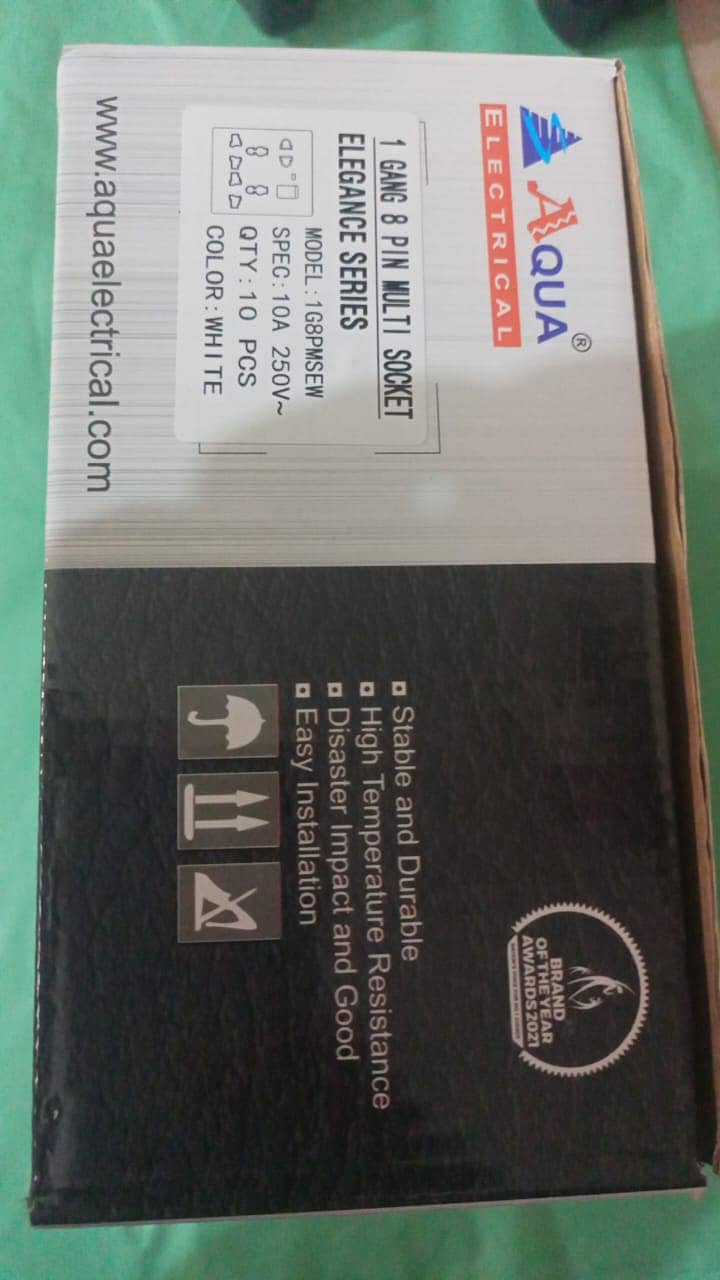 AQUA®
ELECTRICAL
1 GANG 8 PIN MULTI SOCKET
ELEGANCE SERIES
MODEL:1G8PMSEW
SPEC:10A 250V~
QTY:10 PCS
COLOR:WHITE
www.aquaelectrical.com
BRAND
OF THE YEAR
AWARDS 2021
Stable and Durable
High Temperature Resistance
Disaster Impact and Good
Easy Installation